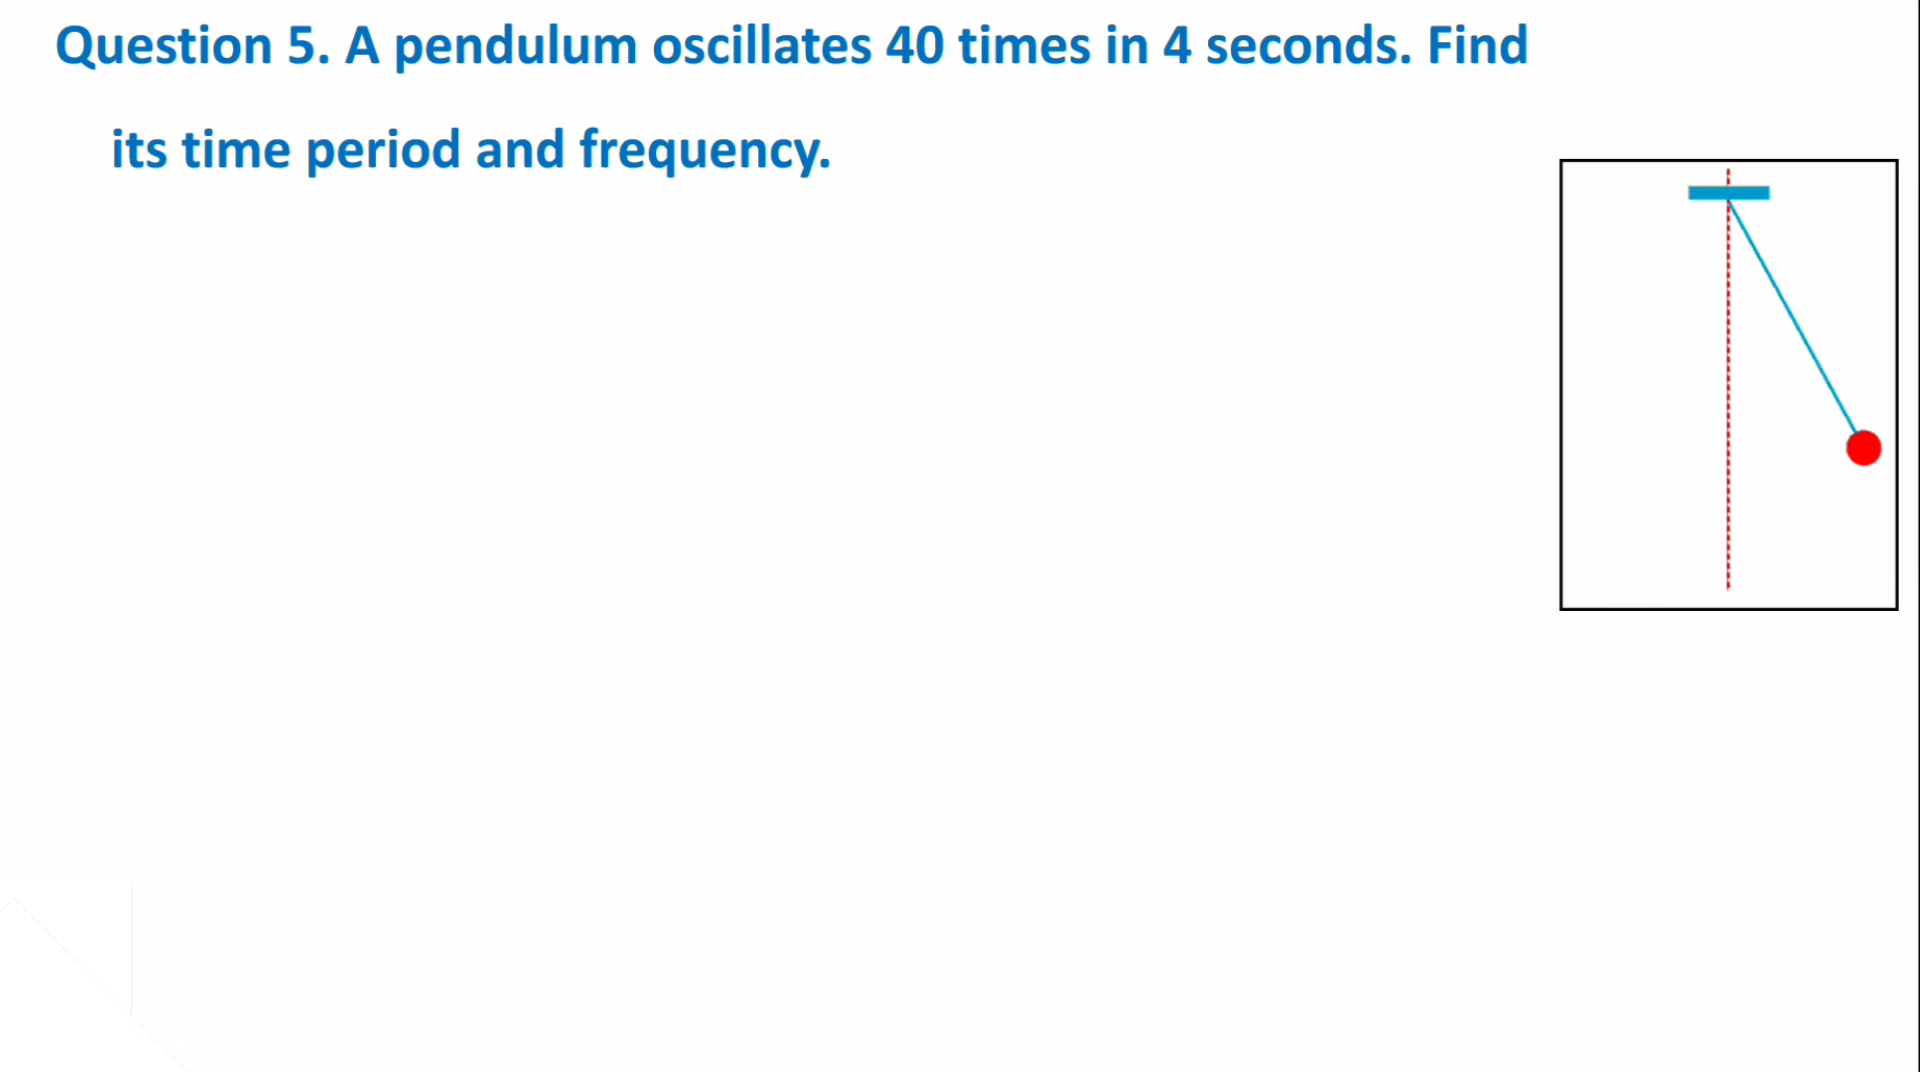 Question 5. A pendulum oscillates 40 times in 4 seconds. Find
its time period and frequency.